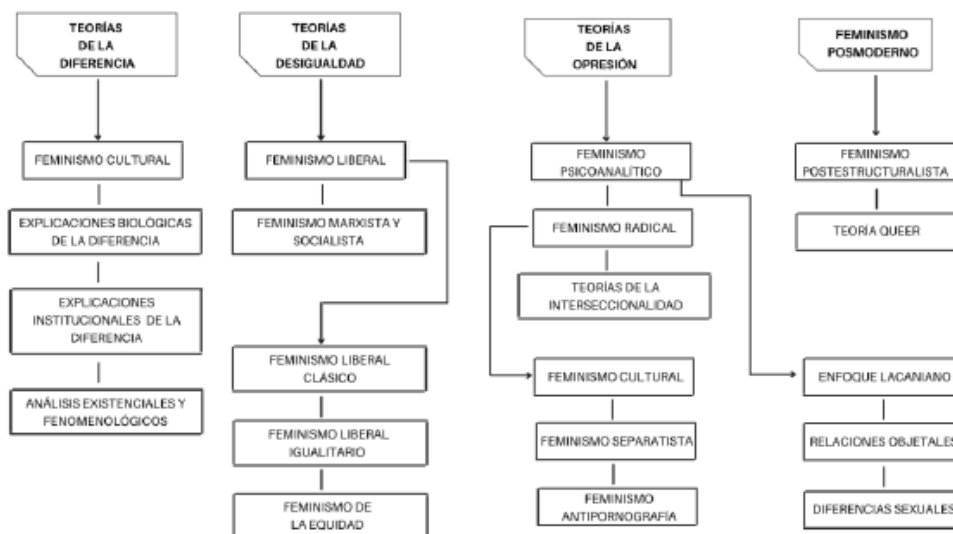 TEORÍAS
DE LA
DIFERENCIA
FEMINISMO CULTURAL
EXPLICACIONES BIOLÓGICAS
DE LA DIFERENCIA
EXPLICACIONES
INSTITUCIONALES DE LA
DIFERENCIA
ANÁLISIS EXISTENCIALES Y
FENOMENOLÓGICOS
TEORÍAS
DE LA
DESIGUALDAD
FEMINISMO LIBERAL
FEMINISMO MARXISTA Y
SOCIALISTA
FEMINISMO LIBERAL
CLÁSICO
FEMINISMO LIBERAL
IGUALITARIO
FEMINISMO DE
LA EQUIDAD
TEORÍAS
DE LA
OPRESIÓN
FEMINISMO
PSICOANALÍTICO
FEMINISMO RADICAL
TEORÍAS DE LA
INTERSECCIONALIDAD
FEMINISMO CULTURAL
FEMINISMO SEPARATISTA
FEMINISMO
ANTIPORNOGRAFÍA
FEMINISMO
POSMODERNO
FEMINISMO
POSTESTRUCTURALISTA
TEORÍA QUEER
ENFOQUE LACANIANO
RELACIONES OBJETALES
DIFERENCIAS SEXUALES